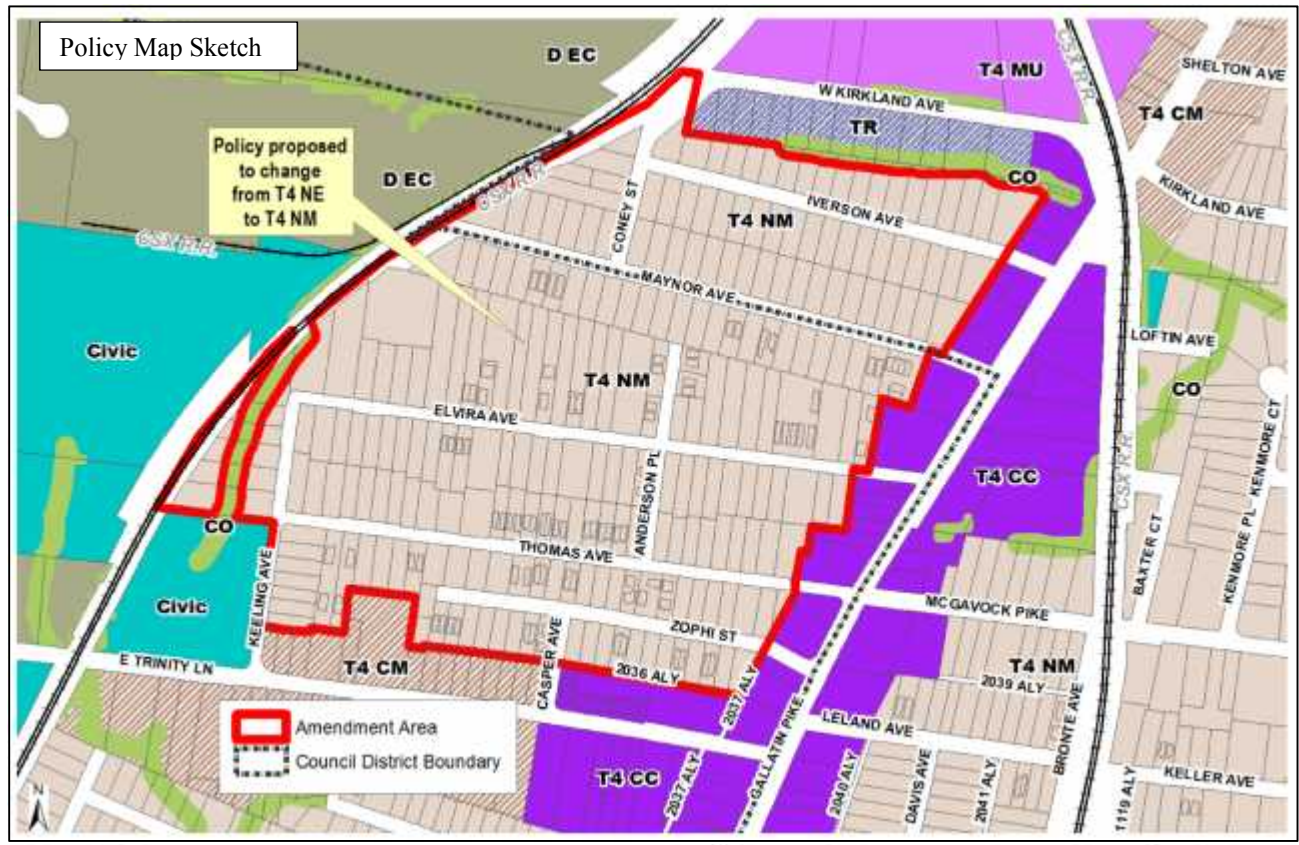 Policy Map Sketch
D EC
T4 MU
CSX R.R.
SHELTON AVE
T4 CM
W KIRKLAND AVE
TR
Policy proposed
to change
from T4 NE
to T4 NM
D EC
CSX R.R.
CONEY ST
CO
KIRKLAND AVE
IVERSON AVE
T4 NM
CSX R.R.
MAYNOR AVE
Civic
LOFTIN AVE
T4 NM
CO
ELVIRA AVE
KENMORE CT
ANDERSON PL
T4 CC
CSX R.R.
CO
THOMAS AVE
BAXTER CT
KENMORE PL
KEELING AVE
Civic
MCGAVOCK PIKE
ZOPHI ST
E TRINITY LN
T4 CM
CASPER AVE
2036 ALY
T4 NM
2039 ALY
2037 ALY
GALLATIN PIKE
LELAND AVE
BRONTE AVE
Amendment Area
Council District Boundary
T4 CC
2037 ALY
2040 ALY
DAVIS AVE
2041 ALY
KELLER AVE
1119 ALY
N